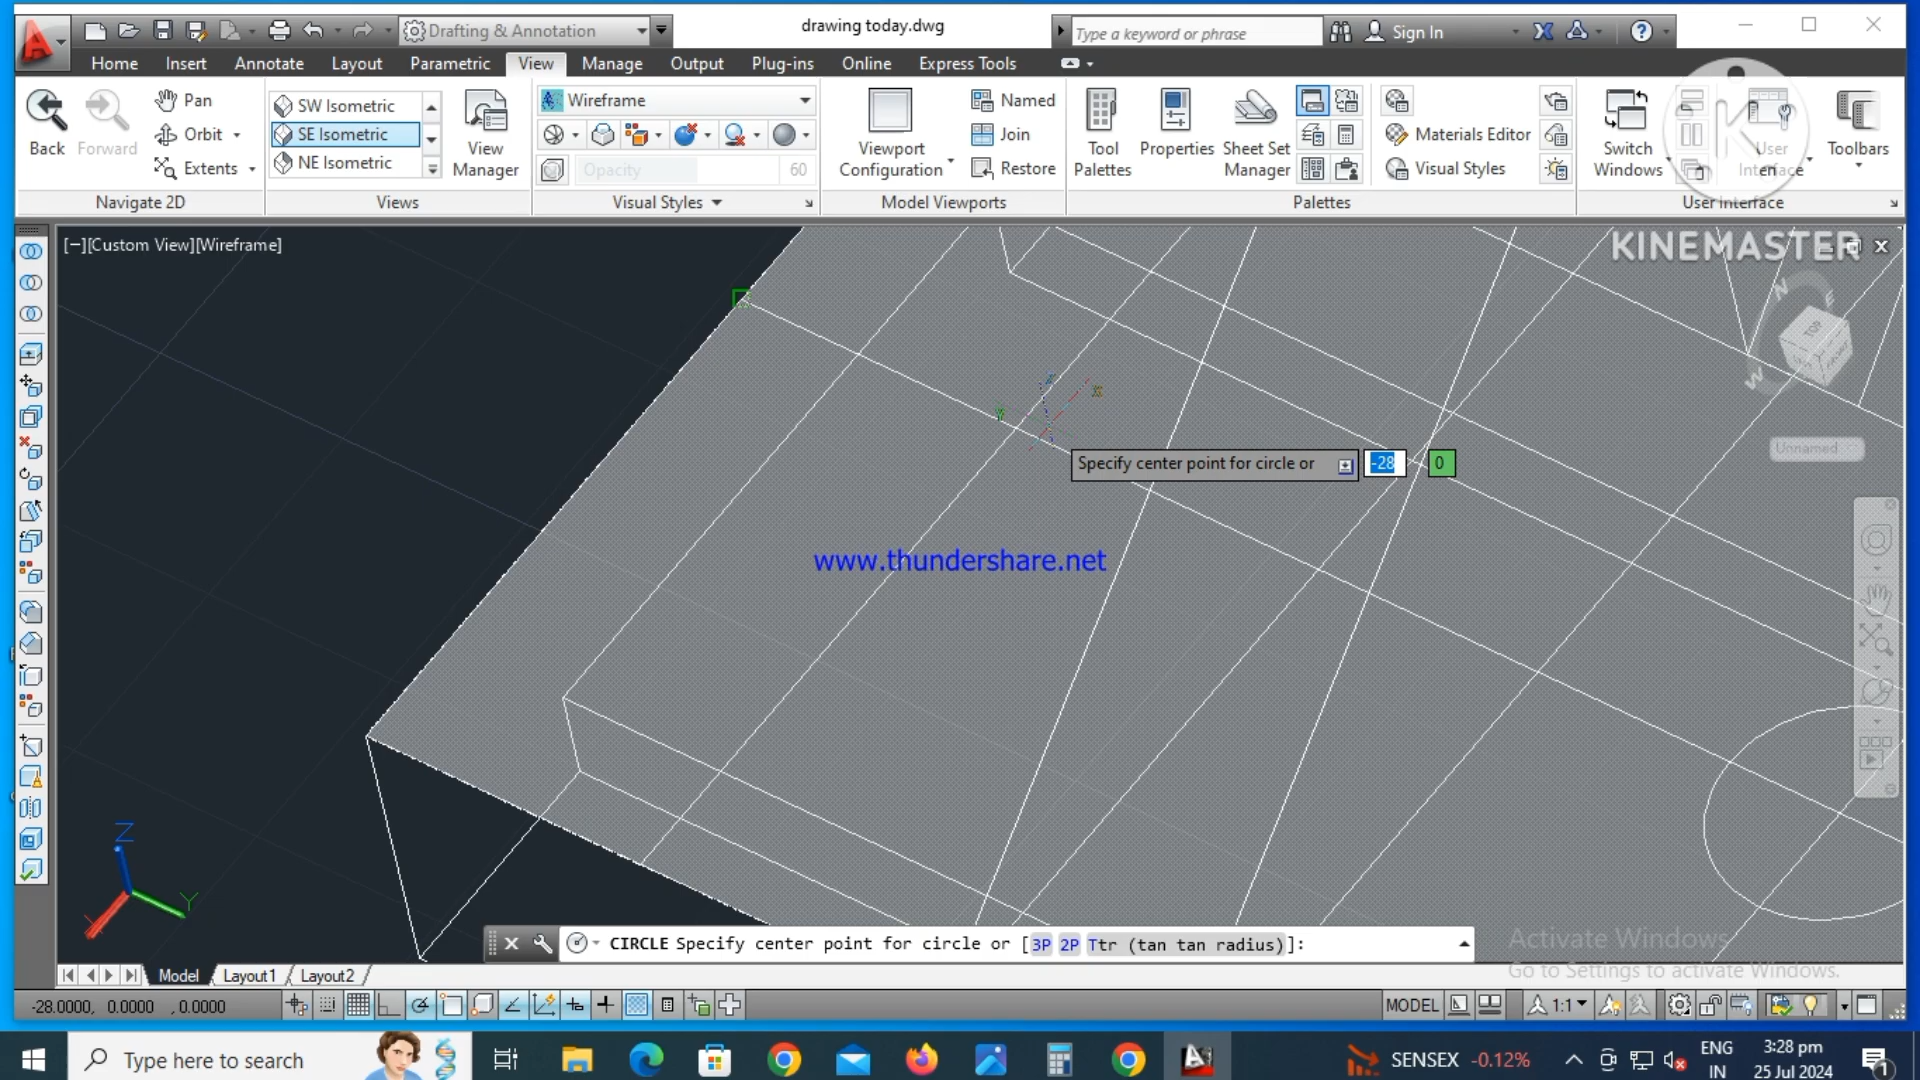 drawing today.dwg
Drafting & Annotation
Type a keyword or phrase
Sign In
Home Insert Annotate Layout Parametric View Manage Output Plug-ins Online Express Tools
Back
Forward
Pan
Orbit
Extents
Navigate 2D
SW Isometric
SE Isometric
NE Isometric
View Manager
Views
Wireframe
Opacity 60
Visual Styles
Viewport Configuration
Named
Join
Restore
Model Viewports
Tool Palettes
Properties
Sheet Set Manager
Materials Editor
Visual Styles
Palettes
Switch Windows
User Interface
Toolbars
User Interface
[−][Custom View][Wireframe]
KINEMASTER
N
E
W
TOP
Unnamed
Specify center point for circle or -28 0
www.thundershare.net
Z
Y
X
CIRCLE Specify center point for circle or [3P 2P Ttr (tan tan radius)]:
Activate Windows
Go to Settings to activate Windows.
Model Layout1 Layout2
-28.0000, 0.0000 , 0.0000
MODEL
1:1
Type here to search
SENSEX -0.12%
ENG
IN
3:28 pm
25 Jul 2024
1